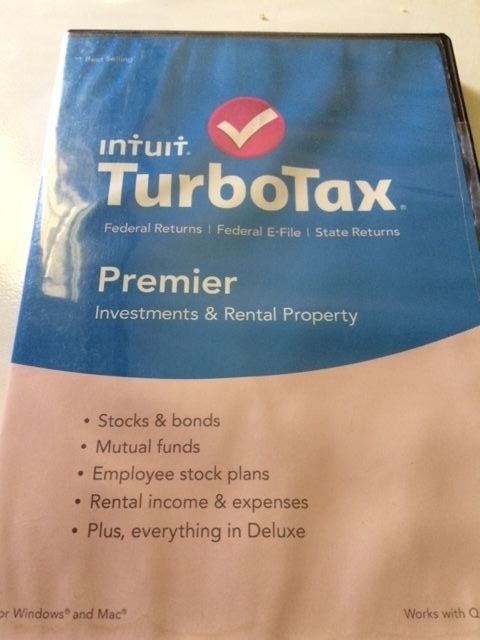 Best Selling
intuit.
TurboTax®
Federal Returns | Federal E-File | State Returns
Premier
Investments & Rental Property
• Stocks & bonds
• Mutual funds
• Employee stock plans
• Rental income & expenses
• Plus, everything in Deluxe
Windows® and Mac®
Works with